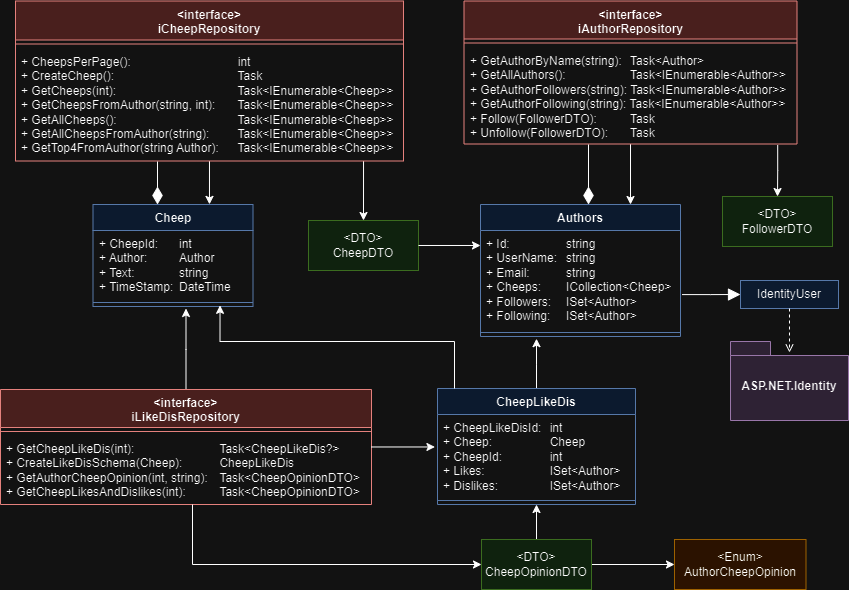 <interface>
iCheepRepository
+ CheepsPerPage(): int
+ CreateCheep(): Task
+ GetCheeps(int): Task<IEnumerable<Cheep>>
+ GetCheepsFromAuthor(string, int): Task<IEnumerable<Cheep>>
+ GetAllCheeps(): Task<IEnumerable<Cheep>>
+ GetAllCheepsFromAuthor(string): Task<IEnumerable<Cheep>>
+ GetTop4FromAuthor(string Author): Task<IEnumerable<Cheep>>
<interface>
iAuthorRepository
+ GetAuthorByName(string): Task<Author>
+ GetAllAuthors(): Task<IEnumerable<Author>>
+ GetAuthorFollowers(string): Task<IEnumerable<Author>>
+ GetAuthorFollowing(string): Task<IEnumerable<Author>>
+ Follow(FollowerDTO): Task
+ Unfollow(FollowerDTO): Task
Cheep
+ CheepId: int
+ Author: Author
+ Text: string
+ TimeStamp: DateTime
<DTO>
CheepDTO
Authors
+ Id: string
+ UserName: string
+ Email: string
+ Cheeps: ICollection<Cheep>
+ Followers: ISet<Author>
+ Following: ISet<Author>
<DTO>
FollowerDTO
IdentityUser
ASP.NET.Identity
<interface>
iLikeDisRepository
+ GetCheepLikeDis(int): Task<CheepLikeDis?>
+ CreateLikeDisSchema(Cheep): CheepLikeDis
+ GetAuthorCheepOpinion(int, string): Task<CheepOpinionDTO>
+ GetCheepLikesAndDislikes(int): Task<CheepOpinionDTO>
CheepLikeDis
+ CheepLikeDisId: int
+ Cheep: Cheep
+ CheepId: int
+ Likes: ISet<Author>
+ Dislikes: ISet<Author>
<DTO>
CheepOpinionDTO
<Enum>
AuthorCheepOpinion